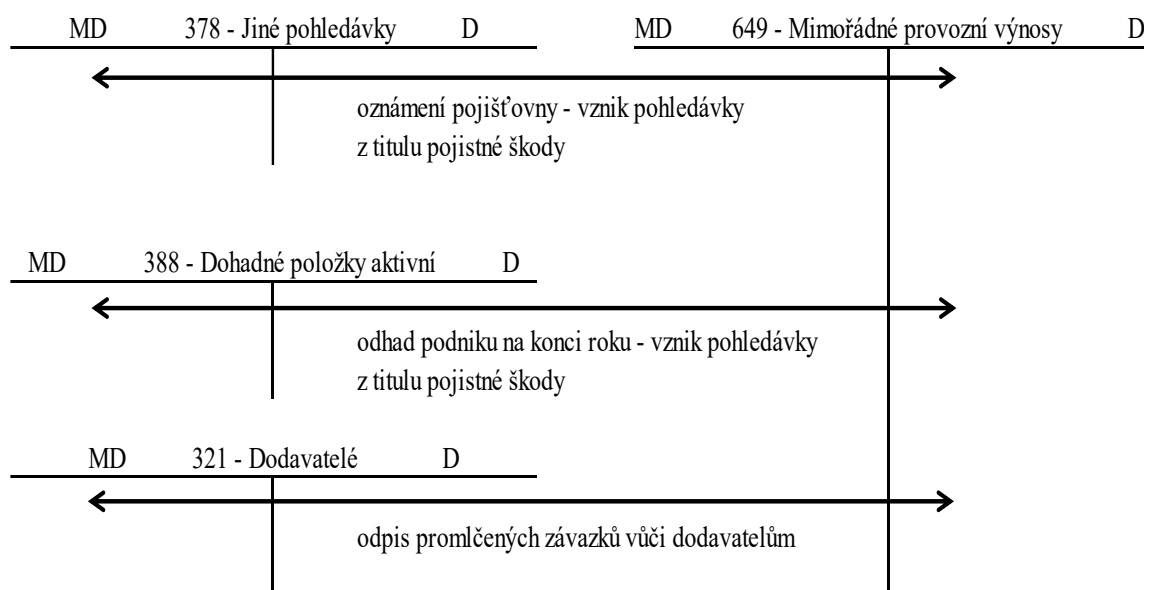 MD 378 - Jiné pohledávky D MD 649 - Mimořádné provozní výnosy D
oznámení pojišťovny - vznik pohledávky
z titulu pojistné škody
MD 388 - Dohadné položky aktivní D
odhad podniku na konci roku - vznik pohledávky
z titulu pojistné škody
MD 321 - Dodavatelé D
odpis promlčených závazků vůči dodavatelům